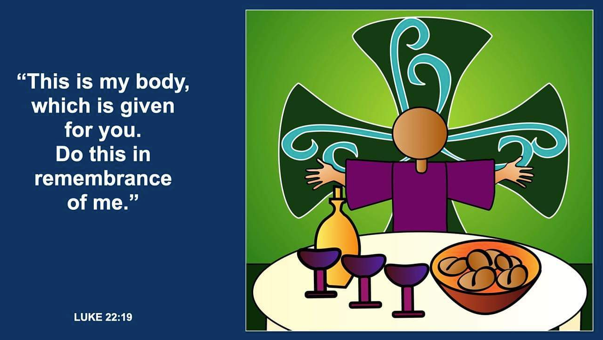 “This is my body,
which is given
for you.
Do this in
remembrance
of me.”
LUKE 22:19